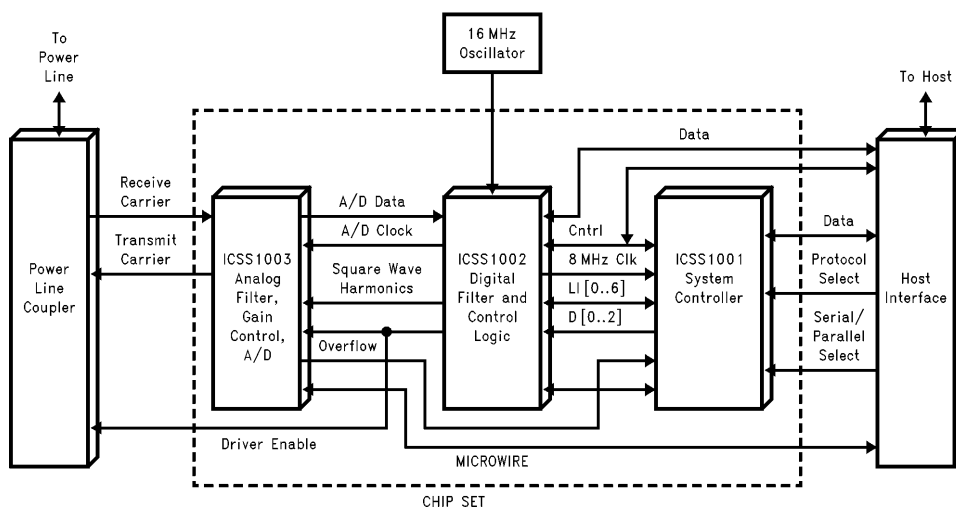 16 MHz
Oscillator
To
Power
Line
To Host
Data
Receive
Carrier
A/D Data
Transmit
Carrier
A/D Clock
Cntrl
Data
Power
Line
Coupler
ICSS1003
Analog
Filter,
Gain
Control,
A/D
Square Wave
Harmonics
Overflow
ICSS1002
Digital
Filter and
Control
Logic
8 MHz Clk
LI [0..6]
D [0..2]
ICSS1001
System
Controller
Protocol
Select
Serial/
Parallel
Select
Host
Interface
Driver Enable
MICROWIRE
CHIP SET